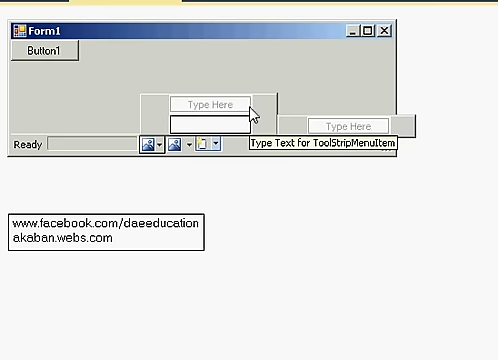 Form1
Button1
Type Here
Type Here
Ready
Type Text for ToolStripMenuItem
www.facebook.com/daeeducation
akaban.webs.com